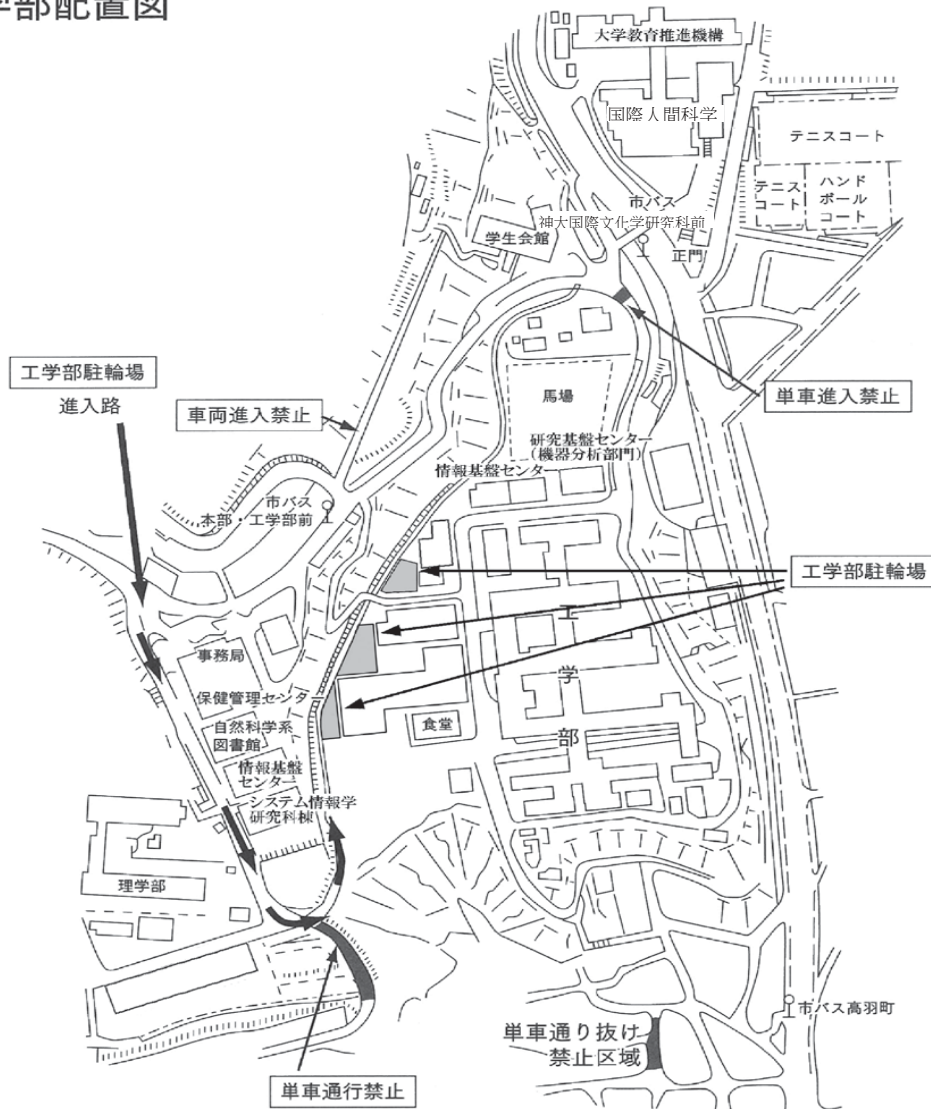 学部配置図
大学教育推進機構
国際人間科学
テニスコート
テニス
コート
ハンド
ボール
コート
市バス
神大国際文化学研究科前
学生会館
正門
工学部駐輪場
進入路
車両進入禁止
単車進入禁止
馬場
研究基盤センター
(機器分析部門)
情報基盤センター
市バス
本部・工学部前
工学部駐輪場
工
学
部
事務局
保健管理センター
自然科学系
図書館
食堂
情報基盤
センター
システム情報学
研究科棟
理学部
市バス高羽町
単車通り抜け
禁止区域
単車通行禁止